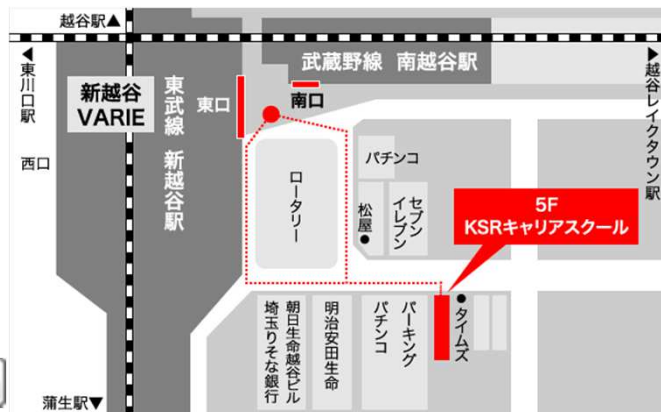 越谷駅▲
武蔵野線 南越谷駅
◀東川口駅
新越谷
VARIE
東武線 新越谷駅
東口
南口
▶越谷レイクタウン駅
西口
パチンコ
ロータリー
松屋
セブン
イレブン
5F
KSRキャリアスクール
埼玉りそな銀行
朝日生命越谷ビル
明治安田生命
パチンコ
パーキング
タイムズ
蒲生駅▼